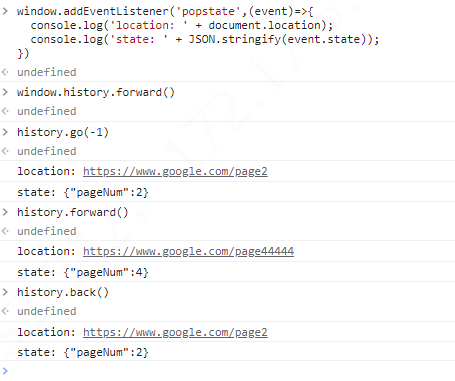 > window.addEventListener('popstate',(event)=>{
console.log('location: ' + document.location);
console.log('state: ' + JSON.stringify(event.state));
})
< undefined
> window.history.forward()
< undefined
> history.go(-1)
< undefined
location: https://www.google.com/page2
state: {"pageNum":2}
> history.forward()
< undefined
location: https://www.google.com/page44444
state: {"pageNum":4}
> history.back()
< undefined
location: https://www.google.com/page2
state: {"pageNum":2}
>